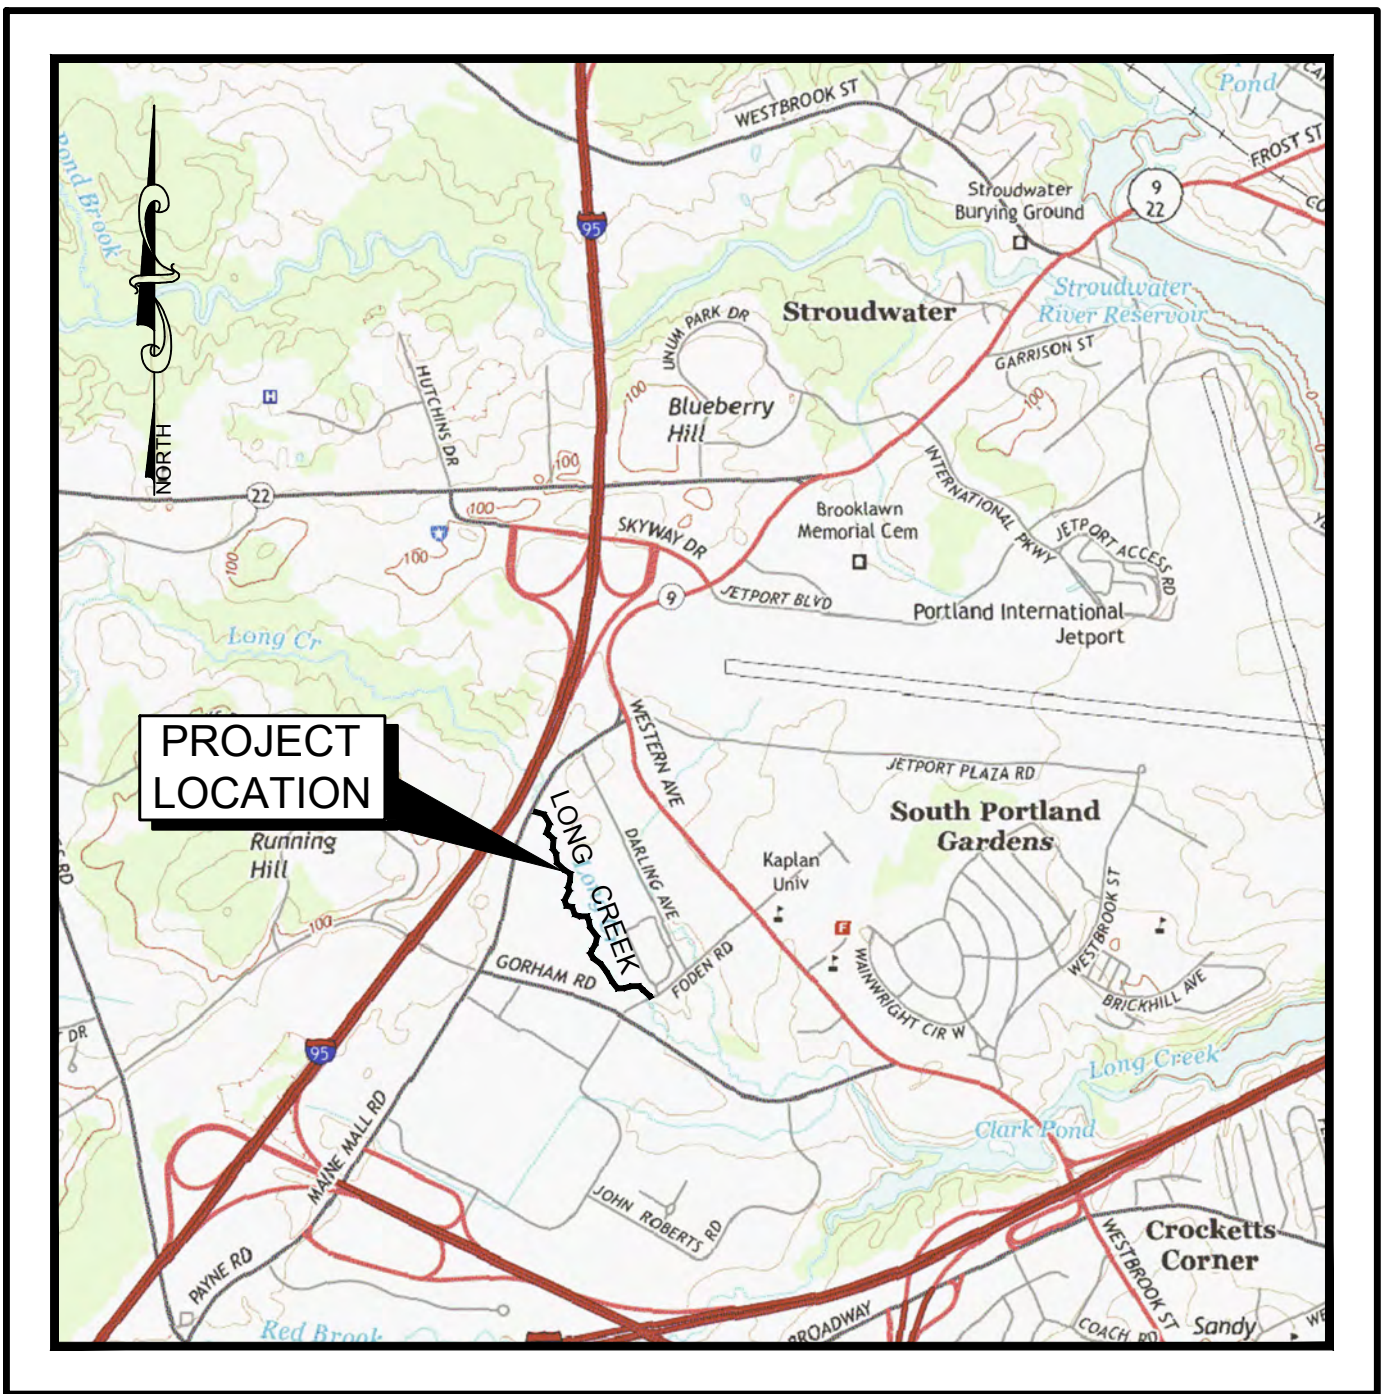 Pond
WESTBROOK ST
FROST ST
Pond Brook
95
9
22
Stroudwater
Burying Ground
Stroudwater
River Reservoir
Stroudwater
UNUM PARK DR
GARRISON ST
HUTCHINS DR
H
100
Blueberry
Hill
100
NORTH
100
22
100
SKYWAY DR
INTERNATIONAL PKWY
Brooklawn
Memorial Cem
JETPORT ACCESS RD
100
100
9
JETPORT BLVD
Portland International
Jetport
Long Cr
PROJECT
LOCATION
WESTERN AVE
JETPORT PLAZA RD
LONG CREEK
Long
DARLING AVE
South Portland
Gardens
Running
Hill
Kaplan
Univ
RD
WESTBROOK ST
100
F
GORHAM RD
FODEN RD
WAINWRIGHT CIR W
BRICKHILL AVE
DR
95
Long Creek
MAINE MALL RD
Clark Pond
JOHN ROBERTS RD
Crocketts
Corner
WESTBROOK ST
PAYNE RD
Red Brook
BROADWAY
COACH RD
Sandy